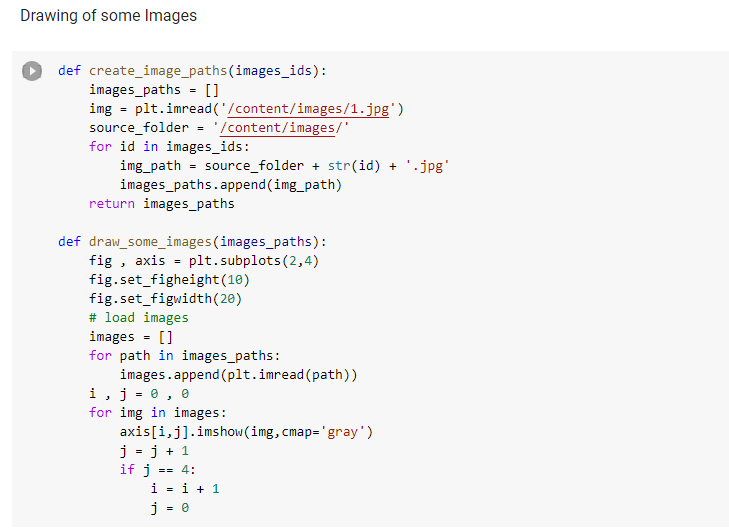 Drawing of some Images
def create_image_paths(images_ids):
    images_paths = []
    img = plt.imread('/content/images/1.jpg')
    source_folder = '/content/images/'
    for id in images_ids:
        img_path = source_folder + str(id) + '.jpg'
        images_paths.append(img_path)
    return images_paths
def draw_some_images(images_paths):
    fig , axis = plt.subplots(2,4)
    fig.set_figheight(10)
    fig.set_figwidth(20)
    # load images
    images = []
    for path in images_paths:
        images.append(plt.imread(path))
    i , j = 0 , 0
    for img in images:
        axis[i,j].imshow(img,cmap='gray')
        j = j + 1
        if j == 4:
            i = i + 1
            j = 0